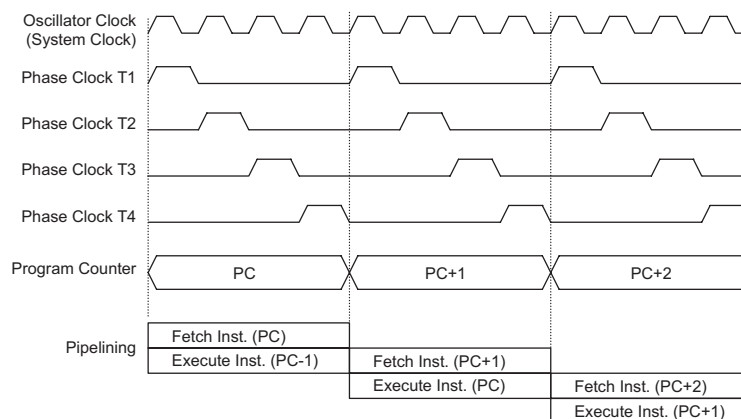 Oscillator Clock
(System Clock)
Phase Clock T1
Phase Clock T2
Phase Clock T3
Phase Clock T4
Program Counter
PC
PC+1
PC+2
Pipelining
Fetch Inst. (PC)
Execute Inst. (PC-1)
Fetch Inst. (PC+1)
Execute Inst. (PC)
Fetch Inst. (PC+2)
Execute Inst. (PC+1)